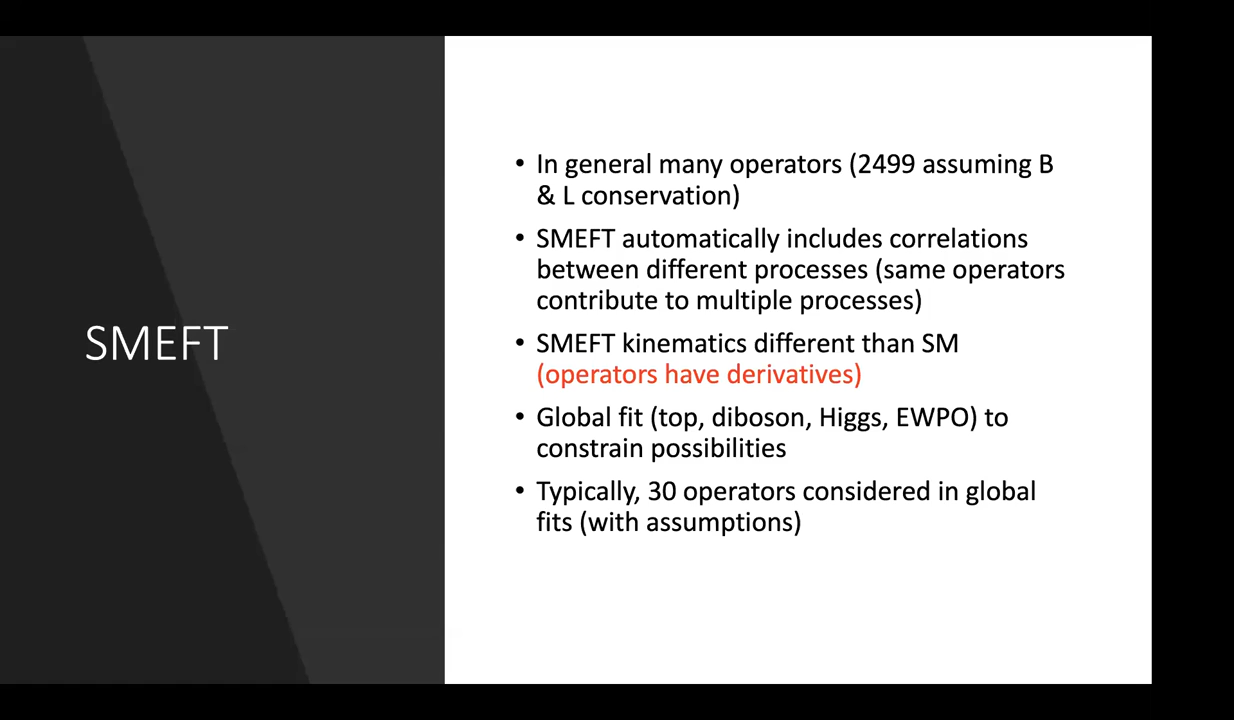 SMEFT
• In general many operators (2499 assuming B
& L conservation)
• SMEFT automatically includes correlations
between different processes (same operators
contribute to multiple processes)
• SMEFT kinematics different than SM
(operators have derivatives)
• Global fit (top, diboson, Higgs, EWPO) to
constrain possibilities
• Typically, 30 operators considered in global
fits (with assumptions)